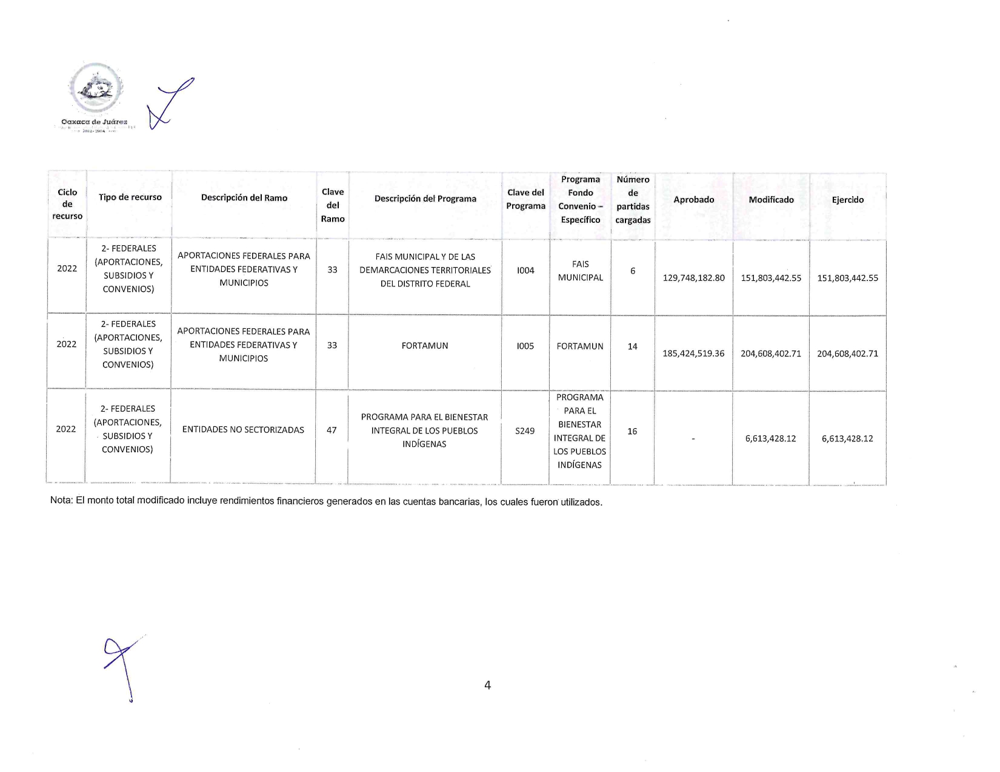 Oaxaca de Juárez
Ciclo de recurso
Tipo de recurso
Descripción del Ramo
Clave del Ramo
Descripción del Programa
Clave del Programa
Programa Fondo Convenio – Específico
Número de partidas cargadas
Aprobado
Modificado
Ejercido
2022
2- FEDERALES (APORTACIONES, SUBSIDIOS Y CONVENIOS)
APORTACIONES FEDERALES PARA ENTIDADES FEDERATIVAS Y MUNICIPIOS
33
FAIS MUNICIPAL Y DE LAS DEMARCACIONES TERRITORIALES DEL DISTRITO FEDERAL
I004
FAIS MUNICIPAL
6
129,748,182.80
151,803,442.55
151,803,442.55
2022
2- FEDERALES (APORTACIONES, SUBSIDIOS Y CONVENIOS)
APORTACIONES FEDERALES PARA ENTIDADES FEDERATIVAS Y MUNICIPIOS
33
FORTAMUN
I005
FORTAMUN
14
185,424,519.36
204,608,402.71
204,608,402.71
2022
2- FEDERALES (APORTACIONES, SUBSIDIOS Y CONVENIOS)
ENTIDADES NO SECTORIZADAS
47
PROGRAMA PARA EL BIENESTAR INTEGRAL DE LOS PUEBLOS INDÍGENAS
S249
PROGRAMA PARA EL BIENESTAR INTEGRAL DE LOS PUEBLOS INDÍGENAS
16
-
6,613,428.12
6,613,428.12
Nota: El monto total modificado incluye rendimientos financieros generados en las cuentas bancarias, los cuales fueron utilizados.
4